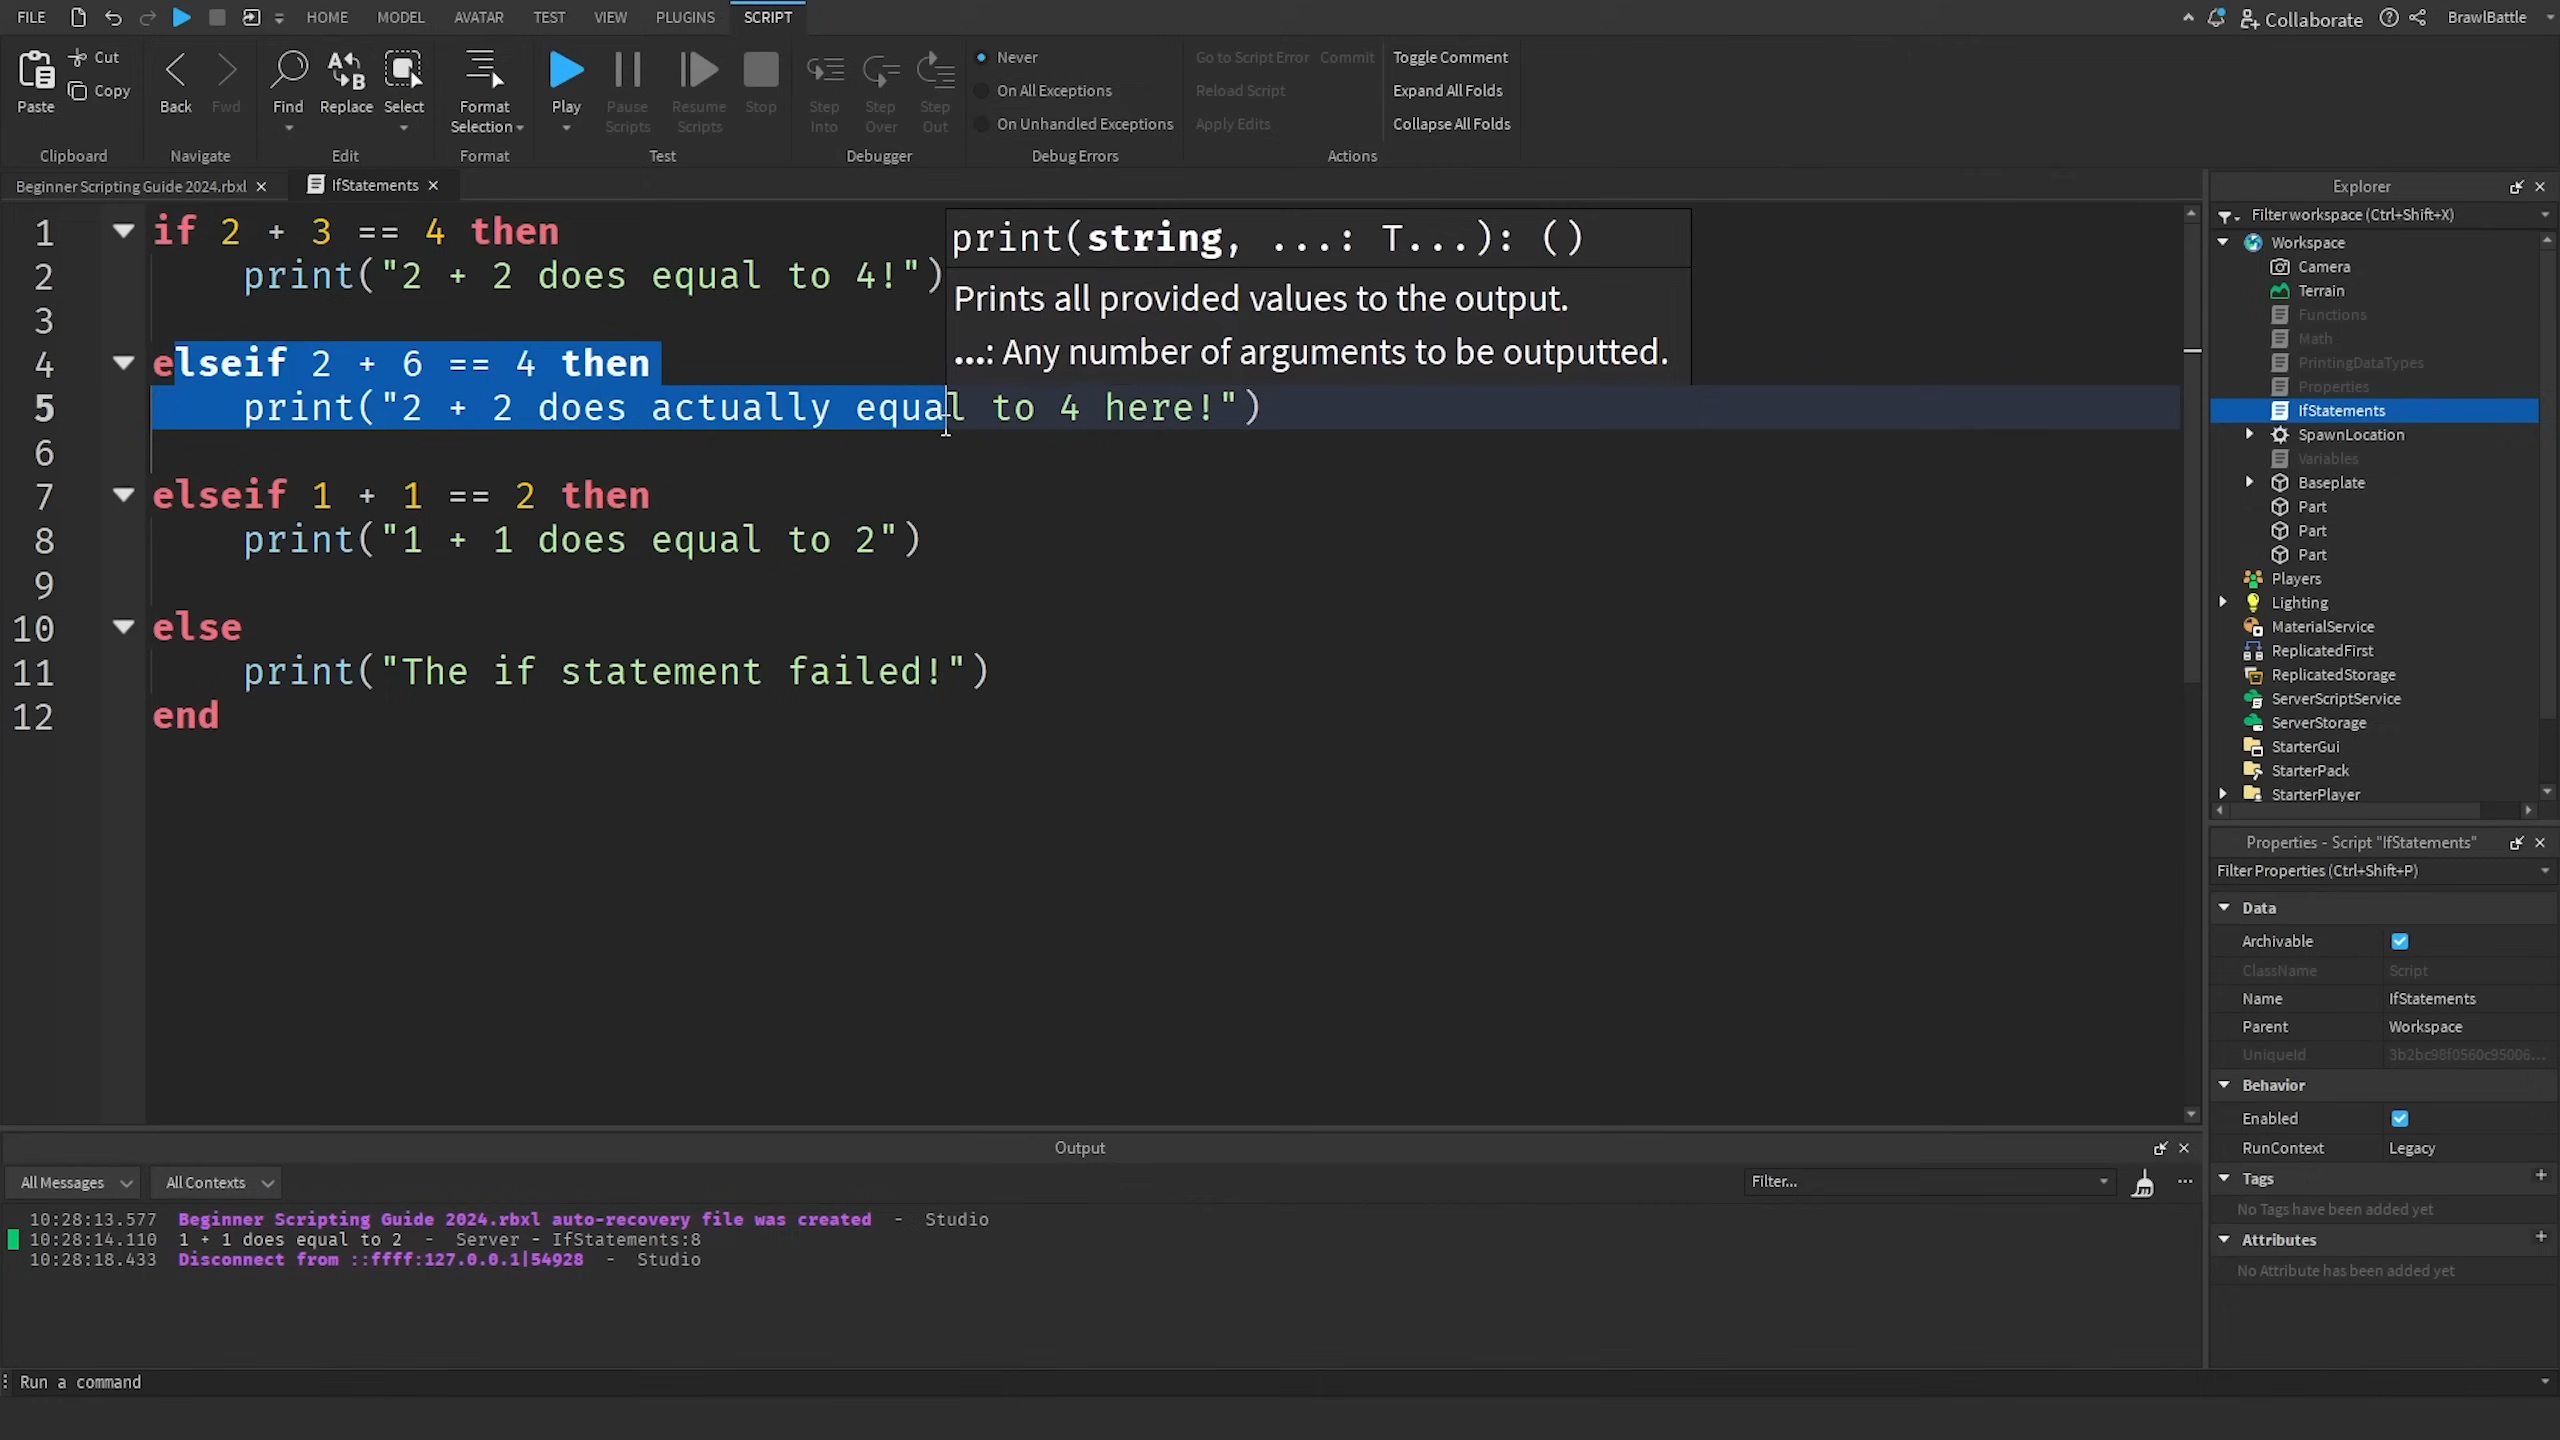 FILE HOME MODEL AVATAR TEST VIEW PLUGINS SCRIPT Collaborate BrawlBattle
Paste Cut Copy Back Fwd Find Replace Select Format Selection Play Pause Scripts Resume Scripts Stop Step Into Step Over Step Out
Never
On All Exceptions
On Unhandled Exceptions
Go to Script Error Commit
Reload Script
Apply Edits
Toggle Comment
Expand All Folds
Collapse All Folds
Clipboard Navigate Edit Format Test Debugger Debug Errors Actions
Beginner Scripting Guide 2024.rbxl × IfStatements ×
1 if 2 + 3 == 4 then
2 print("2 + 2 does equal to 4!")
3
4 elseif 2 + 6 == 4 then
5 print("2 + 2 does actually equal to 4 here!")
6
7 elseif 1 + 1 == 2 then
8 print("1 + 1 does equal to 2")
9
10 else
11 print("The if statement failed!")
12 end
print(string, ...: T...): ()
Prints all provided values to the output.
...: Any number of arguments to be outputted.
Explorer
Filter workspace (Ctrl+Shift+X)
Workspace
Camera
Terrain
Functions
Math
PrintingDataTypes
Properties
IfStatements
SpawnLocation
Variables
Baseplate
Part
Part
Part
Players
Lighting
MaterialService
ReplicatedFirst
ReplicatedStorage
ServerScriptService
ServerStorage
StarterGui
StarterPack
StarterPlayer
Properties - Script "IfStatements"
Filter Properties (Ctrl+Shift+P)
Data
Archivable
ClassName Script
Name IfStatements
Parent Workspace
UniqueId 3b2bc98f0560c95006...
Behavior
Enabled
RunContext Legacy
Tags +
No Tags have been added yet
Attributes +
No Attribute has been added yet
Output
All Messages All Contexts Filter... ...
10:28:13.577 Beginner Scripting Guide 2024.rbxl auto-recovery file was created - Studio
10:28:14.110 1 + 1 does equal to 2 - Server - IfStatements:8
10:28:18.433 Disconnect from ::ffff:127.0.0.1|54928 - Studio
Run a command